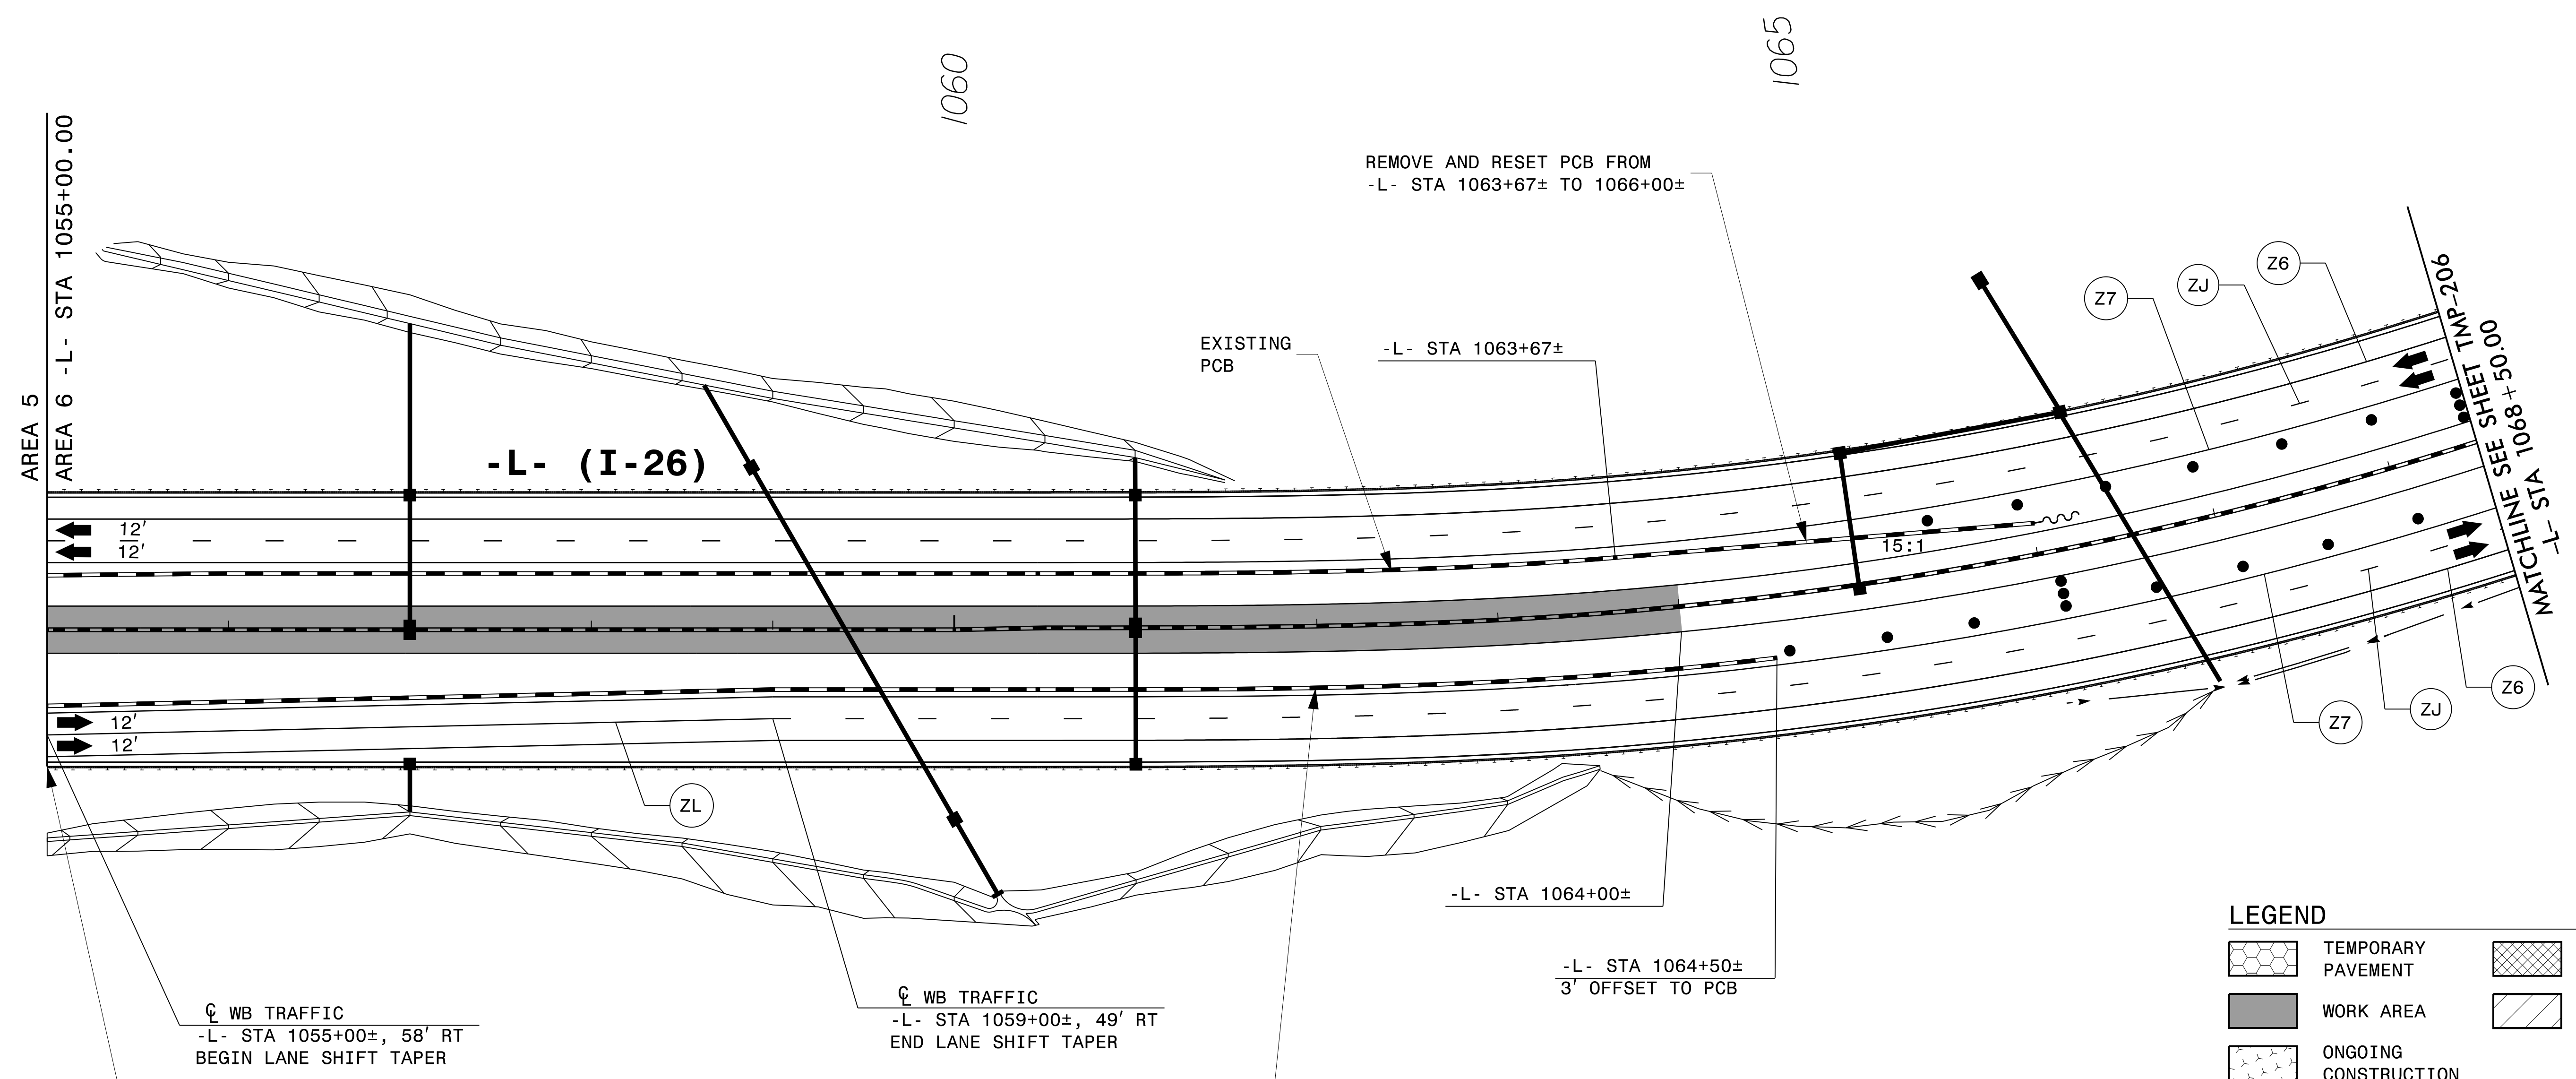 1060
1065
AREA 5
AREA 6 -L- STA 1055+00.00
REMOVE AND RESET PCB FROM
-L- STA 1063+67± TO 1066+00±
EXISTING
PCB
-L- STA 1063+67±
Z7
ZJ
Z6
MATCHLINE SEE SHEET TMP-206
-L- STA 1068+50.00
-L- (I-26)
12'
12'
15:1
12'
12'
ZL
Z7
ZJ
Z6
-L- STA 1064+00±
-L- STA 1064+50±
3' OFFSET TO PCB
℄ WB TRAFFIC
-L- STA 1055+00±, 58' RT
BEGIN LANE SHIFT TAPER
℄ WB TRAFFIC
-L- STA 1059+00±, 49' RT
END LANE SHIFT TAPER
LEGEND
TEMPORARY
PAVEMENT
WORK AREA
ONGOING
CONSTRUCTION